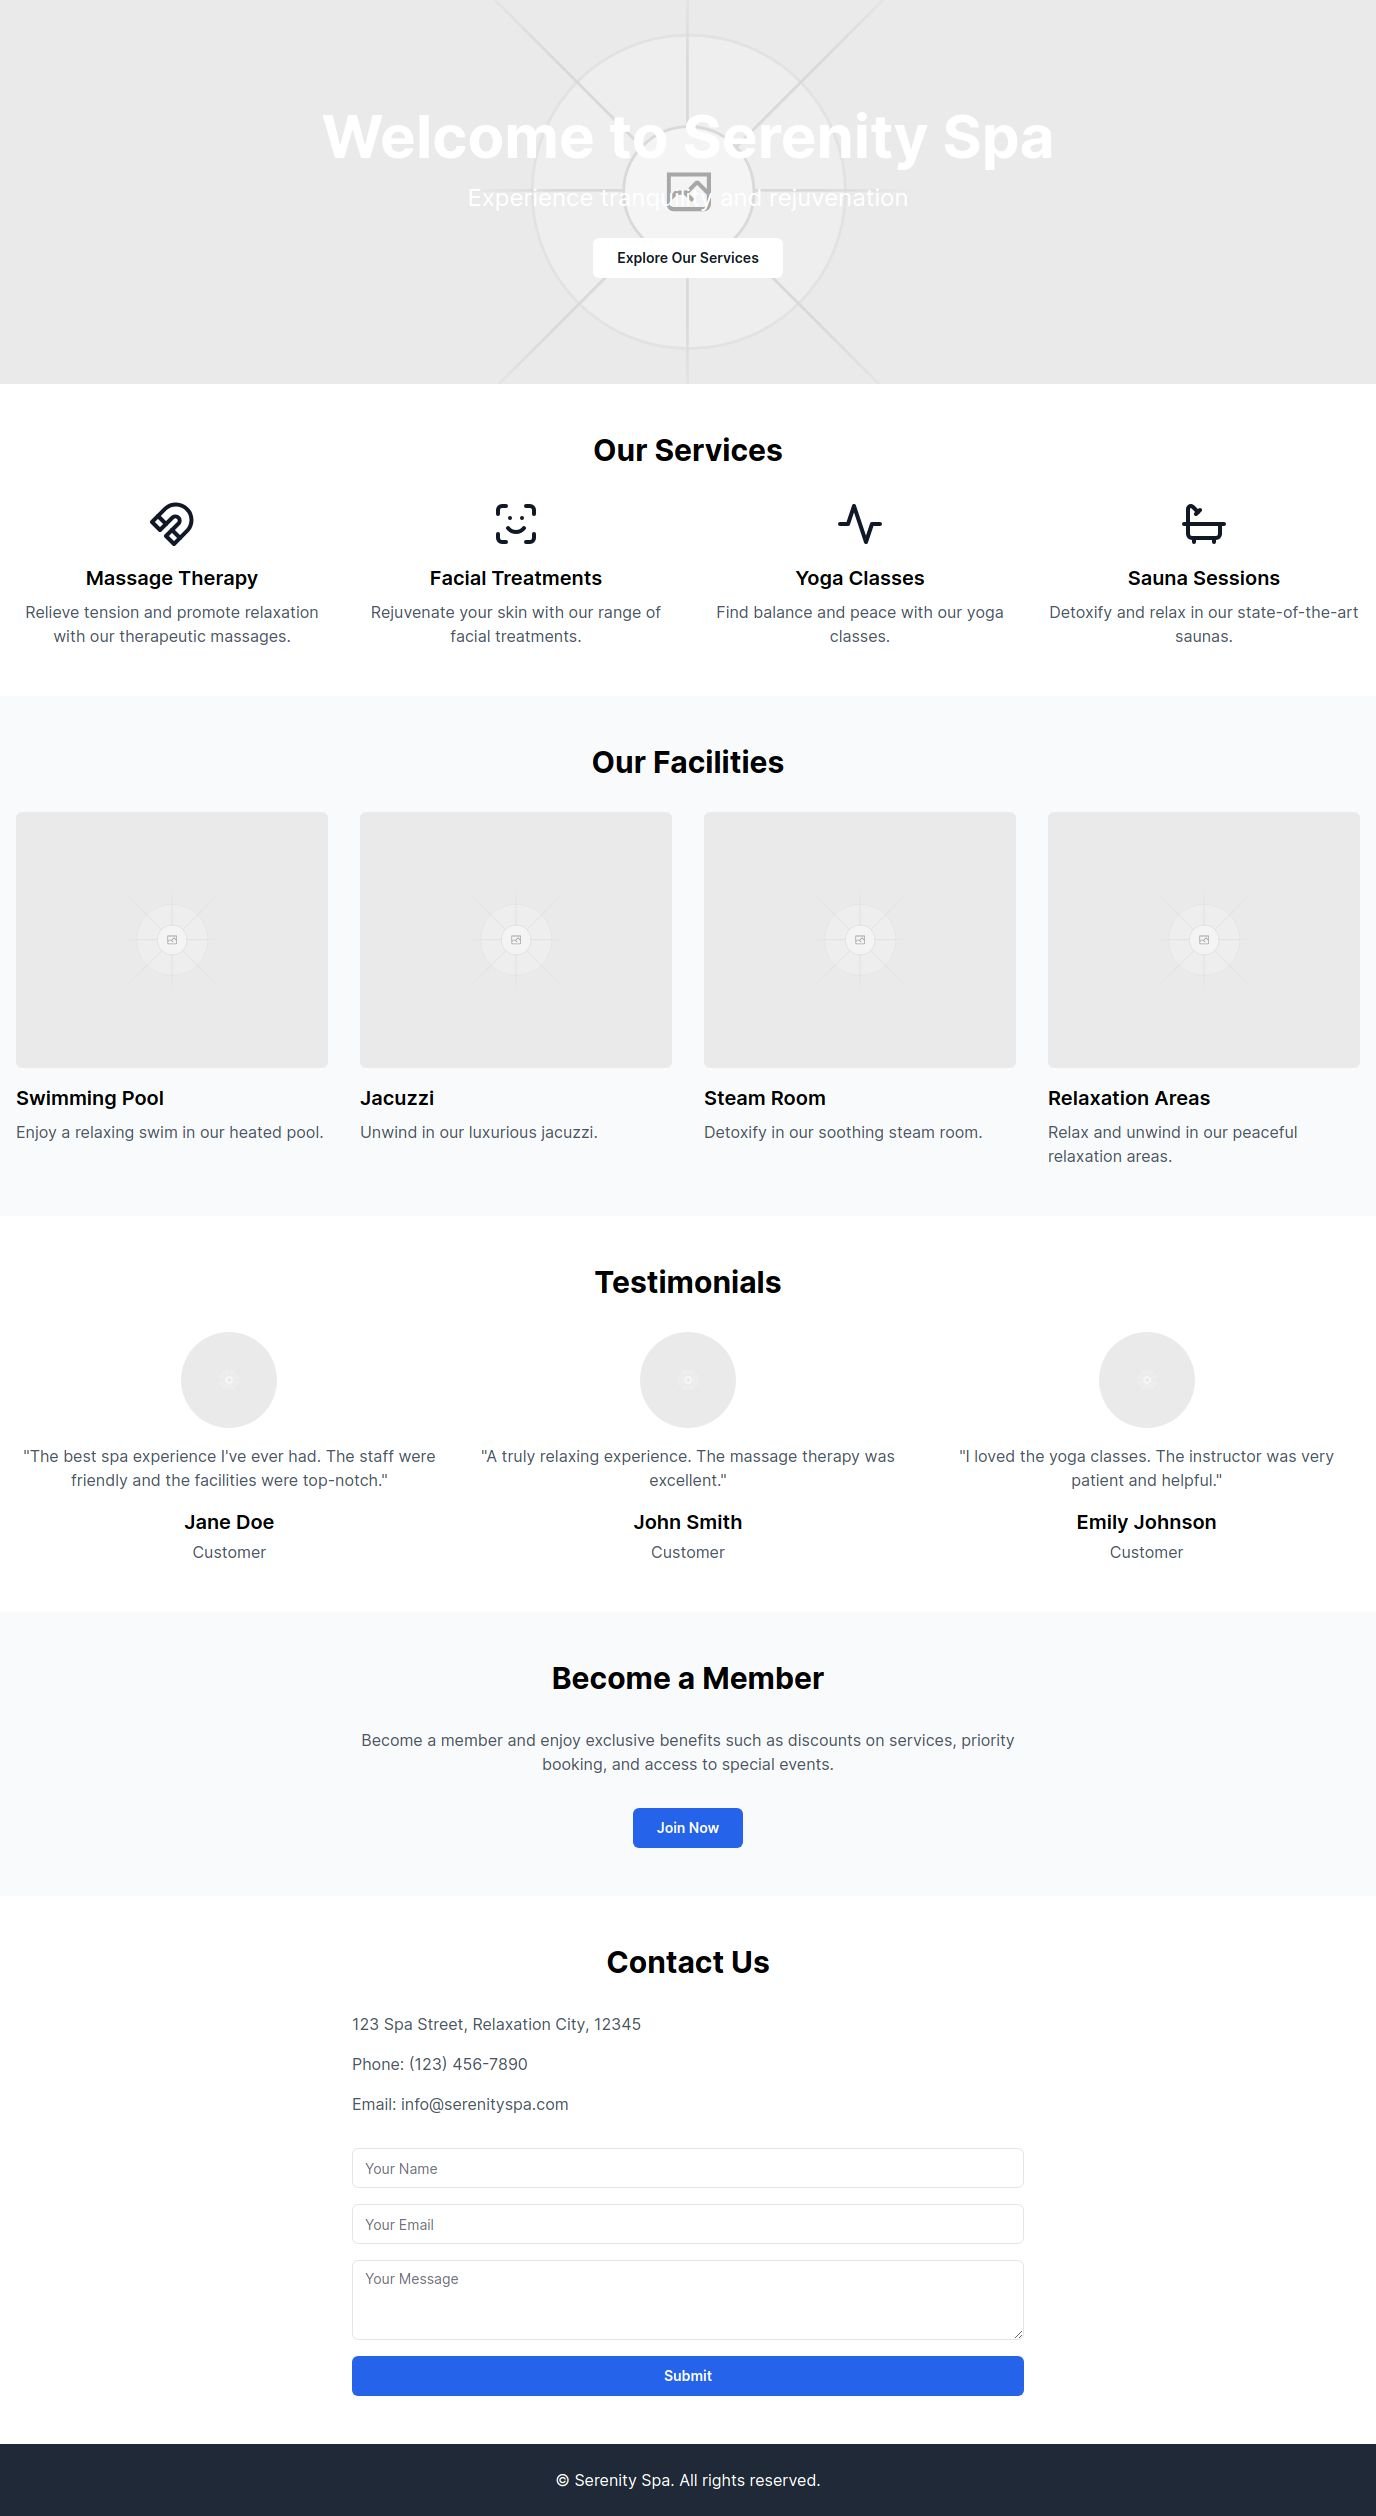 Welcome to Serenity Spa
Experience tranquility and rejuvenation
Explore Our Services
Our Services
Massage Therapy
Relieve tension and promote relaxation
with our therapeutic massages.
Facial Treatments
Rejuvenate your skin with our range of
facial treatments.
Yoga Classes
Find balance and peace with our yoga
classes.
Sauna Sessions
Detoxify and relax in our state-of-the-art
saunas.
Our Facilities
Swimming Pool
Enjoy a relaxing swim in our heated pool.
Jacuzzi
Unwind in our luxurious jacuzzi.
Steam Room
Detoxify in our soothing steam room.
Relaxation Areas
Relax and unwind in our peaceful
relaxation areas.
Testimonials
"The best spa experience I've ever had. The staff were
friendly and the facilities were top-notch."
Jane Doe
Customer
"A truly relaxing experience. The massage therapy was
excellent."
John Smith
Customer
"I loved the yoga classes. The instructor was very
patient and helpful."
Emily Johnson
Customer
Become a Member
Become a member and enjoy exclusive benefits such as discounts on services, priority
booking, and access to special events.
Join Now
Contact Us
123 Spa Street, Relaxation City, 12345
Phone: (123) 456-7890
Email: info@serenityspa.com
Your Name
Your Email
Your Message
Submit
© Serenity Spa. All rights reserved.